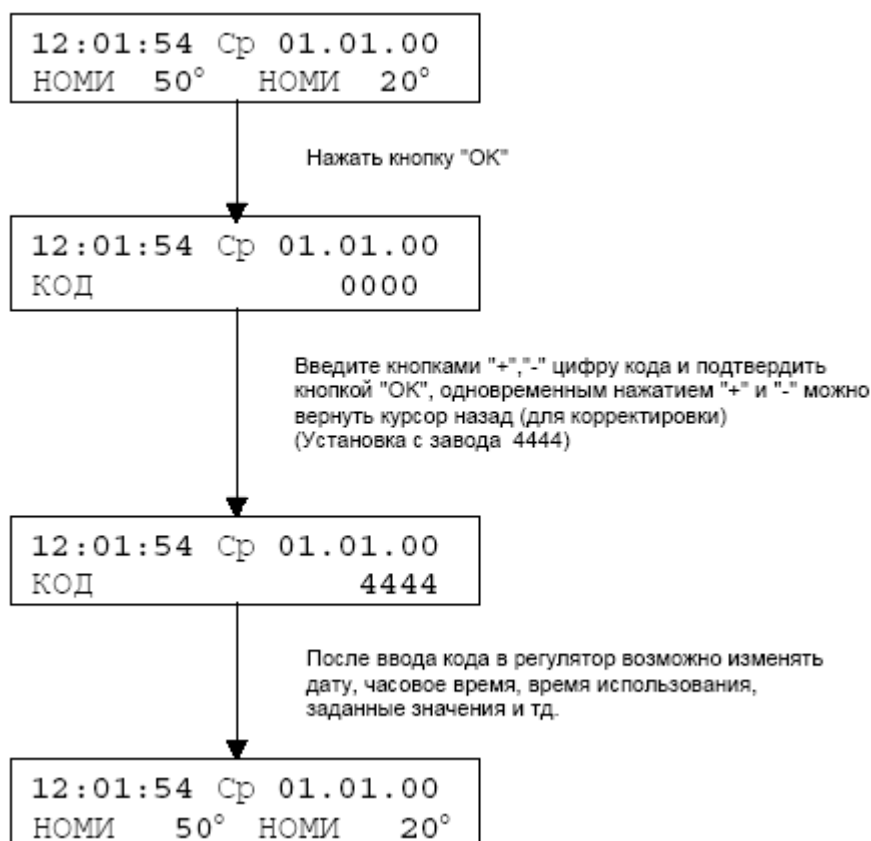 12:01:54 Ср 01.01.00
НОМИ 50° НОМИ 20°
Нажать кнопку "OK"
12:01:54 Ср 01.01.00
КОД 0000
Введите кнопками "+","-" цифру кода и подтвердить
кнопкой "OK", одновременным нажатием "+" и "-" можно
вернуть курсор назад (для корректировки)
(Установка с завода 4444)
12:01:54 Ср 01.01.00
КОД 4444
После ввода кода в регулятор возможно изменять
дату, часовое время, время использования,
заданные значения и тд.
12:01:54 Ср 01.01.00
НОМИ 50° НОМИ 20°